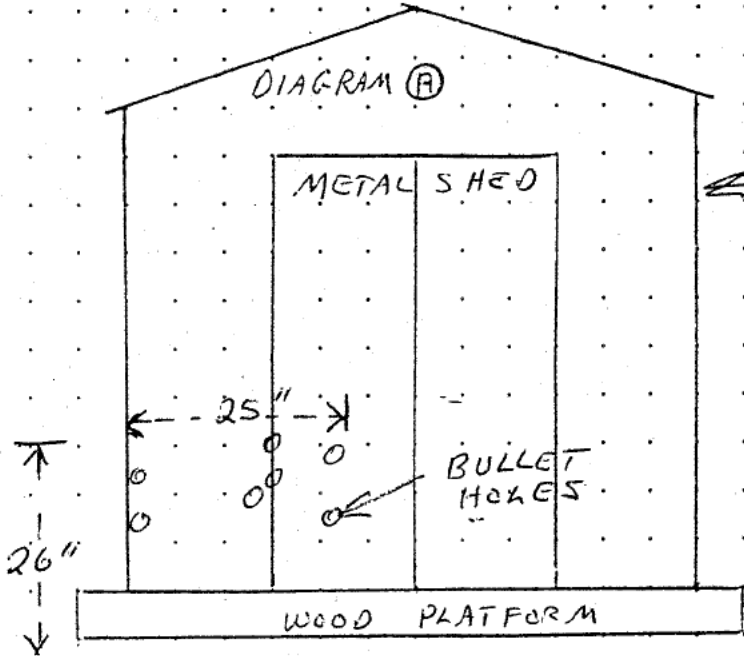 DIAGRAM A
METAL SHED
25"
BULLET
HOLES
26"
WOOD PLATFORM